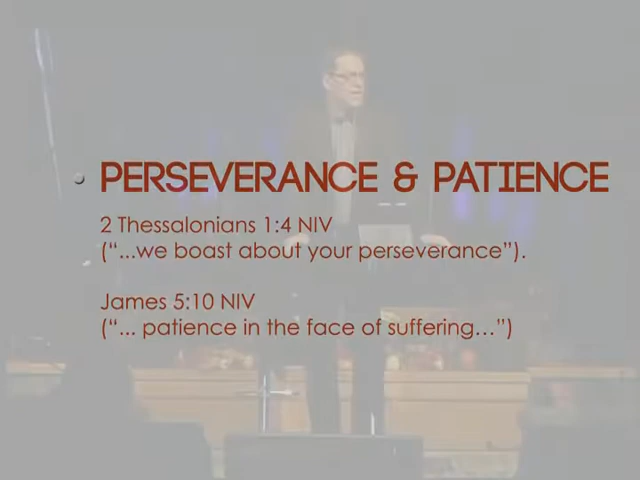 PERSEVERANCE & PATIENCE
2 Thessalonians 1:4 NIV
(“...we boast about your perseverance”).
James 5:10 NIV
(“... patience in the face of suffering...”)